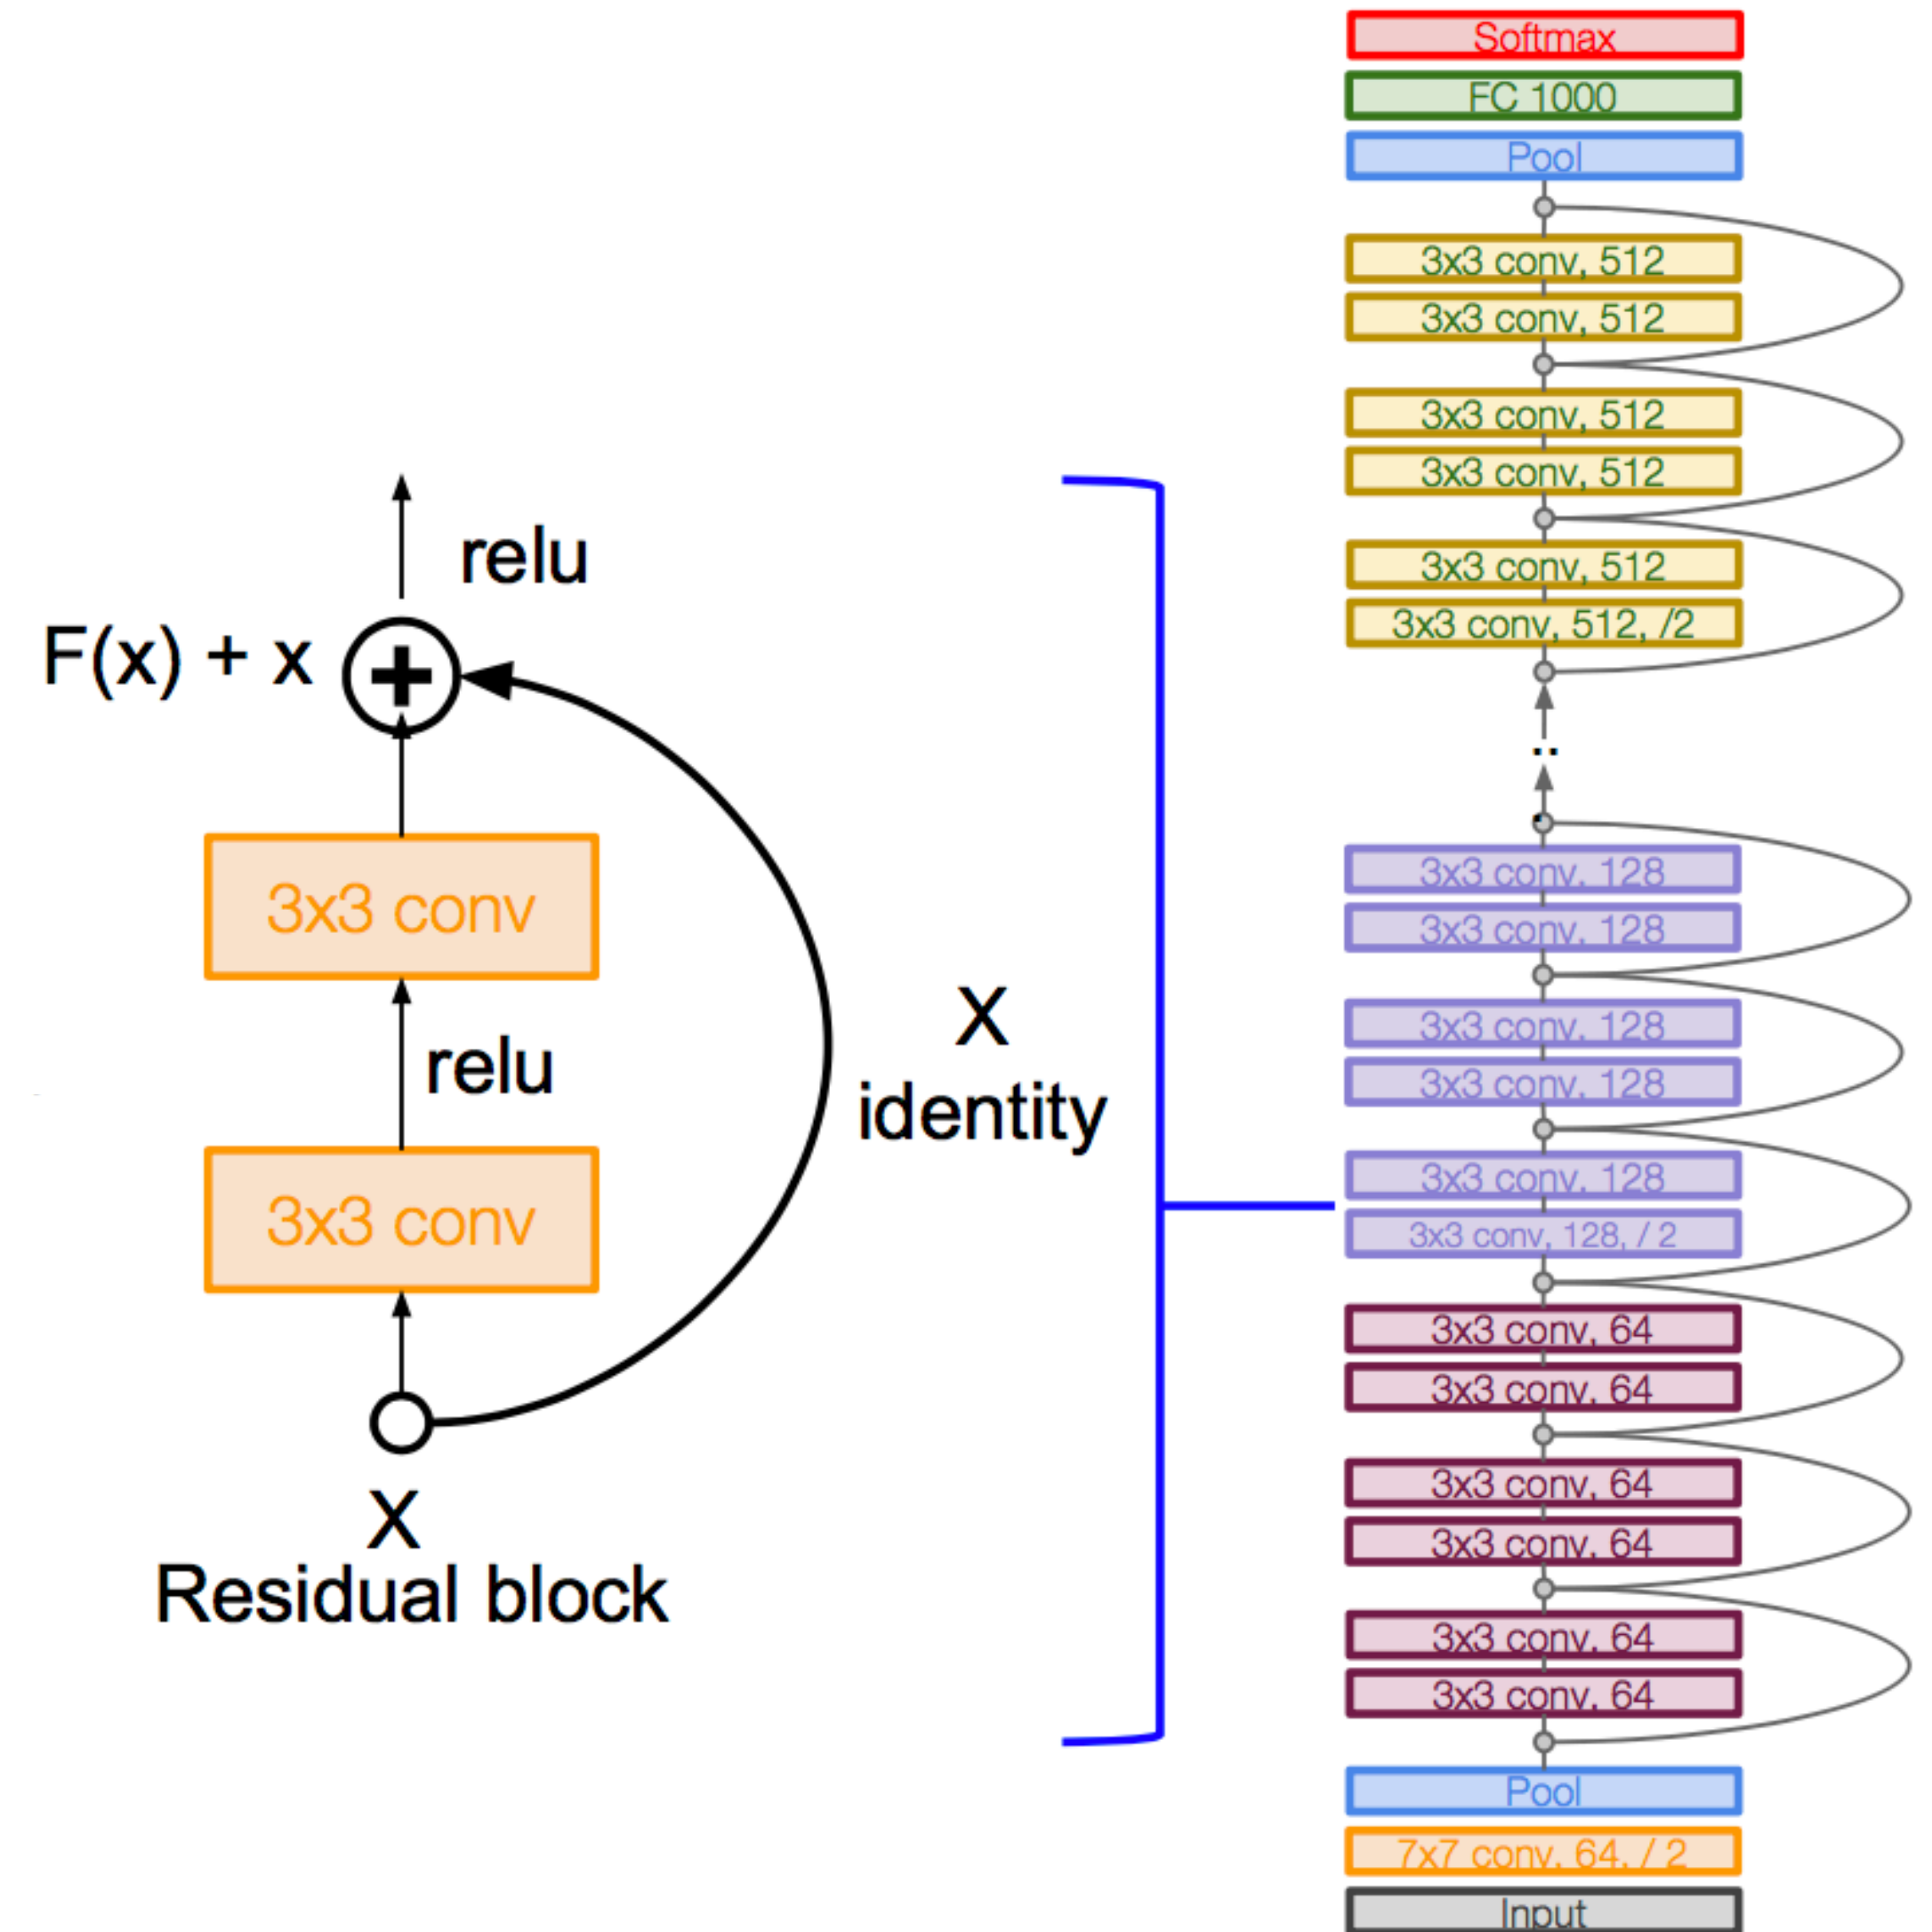 relu
F(x) + x
3x3 conv
relu
X
identity
3x3 conv
X
Residual block
Softmax
FC 1000
Pool
3x3 conv, 512
3x3 conv, 512
3x3 conv, 512
3x3 conv, 512
3x3 conv, 512
3x3 conv, 512, /2
..
.
3x3 conv, 128
3x3 conv, 128
3x3 conv, 128
3x3 conv, 128
3x3 conv, 128
3x3 conv, 128, / 2
3x3 conv, 64
3x3 conv, 64
3x3 conv, 64
3x3 conv, 64
3x3 conv, 64
3x3 conv, 64
Pool
7x7 conv, 64, / 2
Input